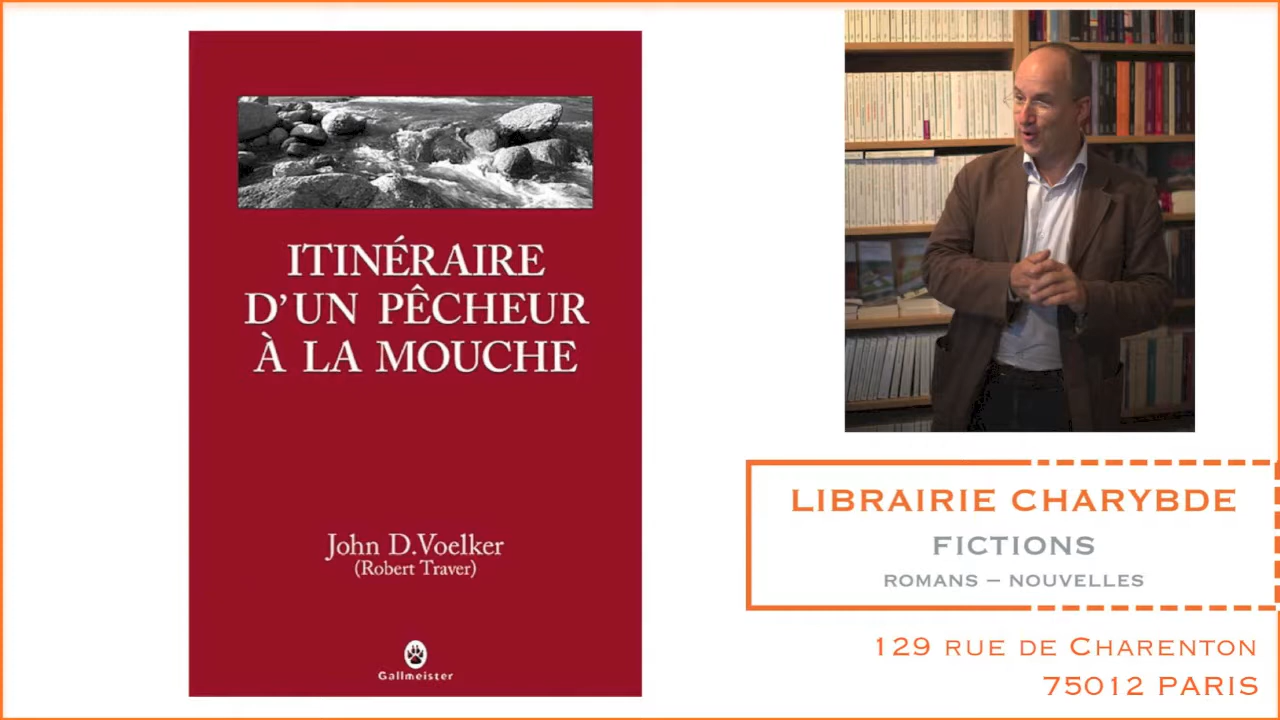 ITINÉRAIRE
D'UN PÊCHEUR
À LA MOUCHE
John D. Voelker
(Robert Traver)
Gallmeister
LIBRAIRIE CHARYBDE
FICTIONS
ROMANS – NOUVELLES
129 RUE DE CHARENTON
75012 PARIS